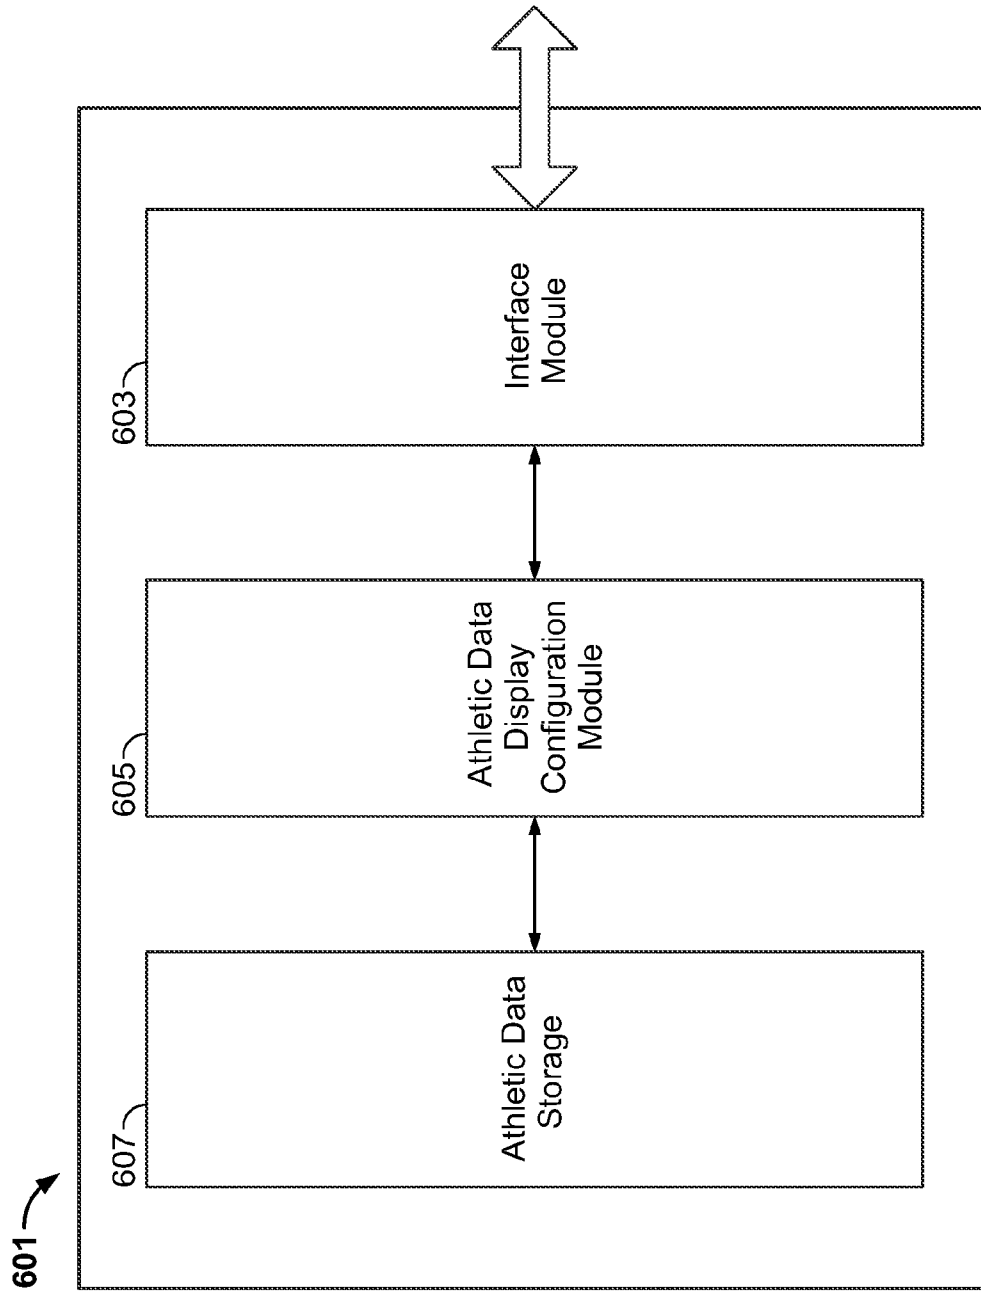 601
607
Athletic Data
Storage
605
Athletic Data
Display
Configuration
Module
603
Interface
Module